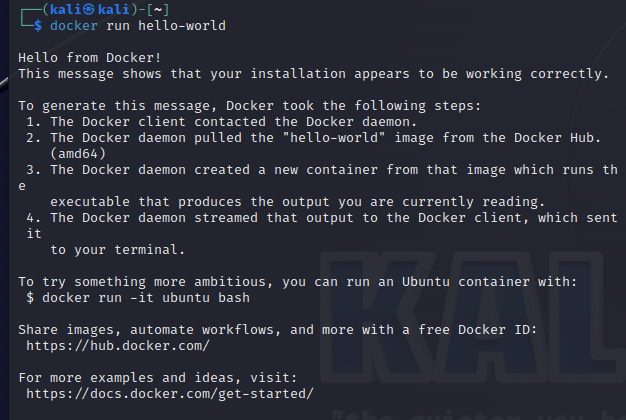 ┌──(kali㉿kali)-[~]
└─$ docker run hello-world
Hello from Docker!
This message shows that your installation appears to be working correctly.
To generate this message, Docker took the following steps:
1. The Docker client contacted the Docker daemon.
2. The Docker daemon pulled the "hello-world" image from the Docker Hub.
(amd64)
3. The Docker daemon created a new container from that image which runs th
e
executable that produces the output you are currently reading.
4. The Docker daemon streamed that output to the Docker client, which sent
it
to your terminal.
To try something more ambitious, you can run an Ubuntu container with:
$ docker run -it ubuntu bash
Share images, automate workflows, and more with a free Docker ID:
https://hub.docker.com/
For more examples and ideas, visit:
https://docs.docker.com/get-started/
KAL
"the quieter you be